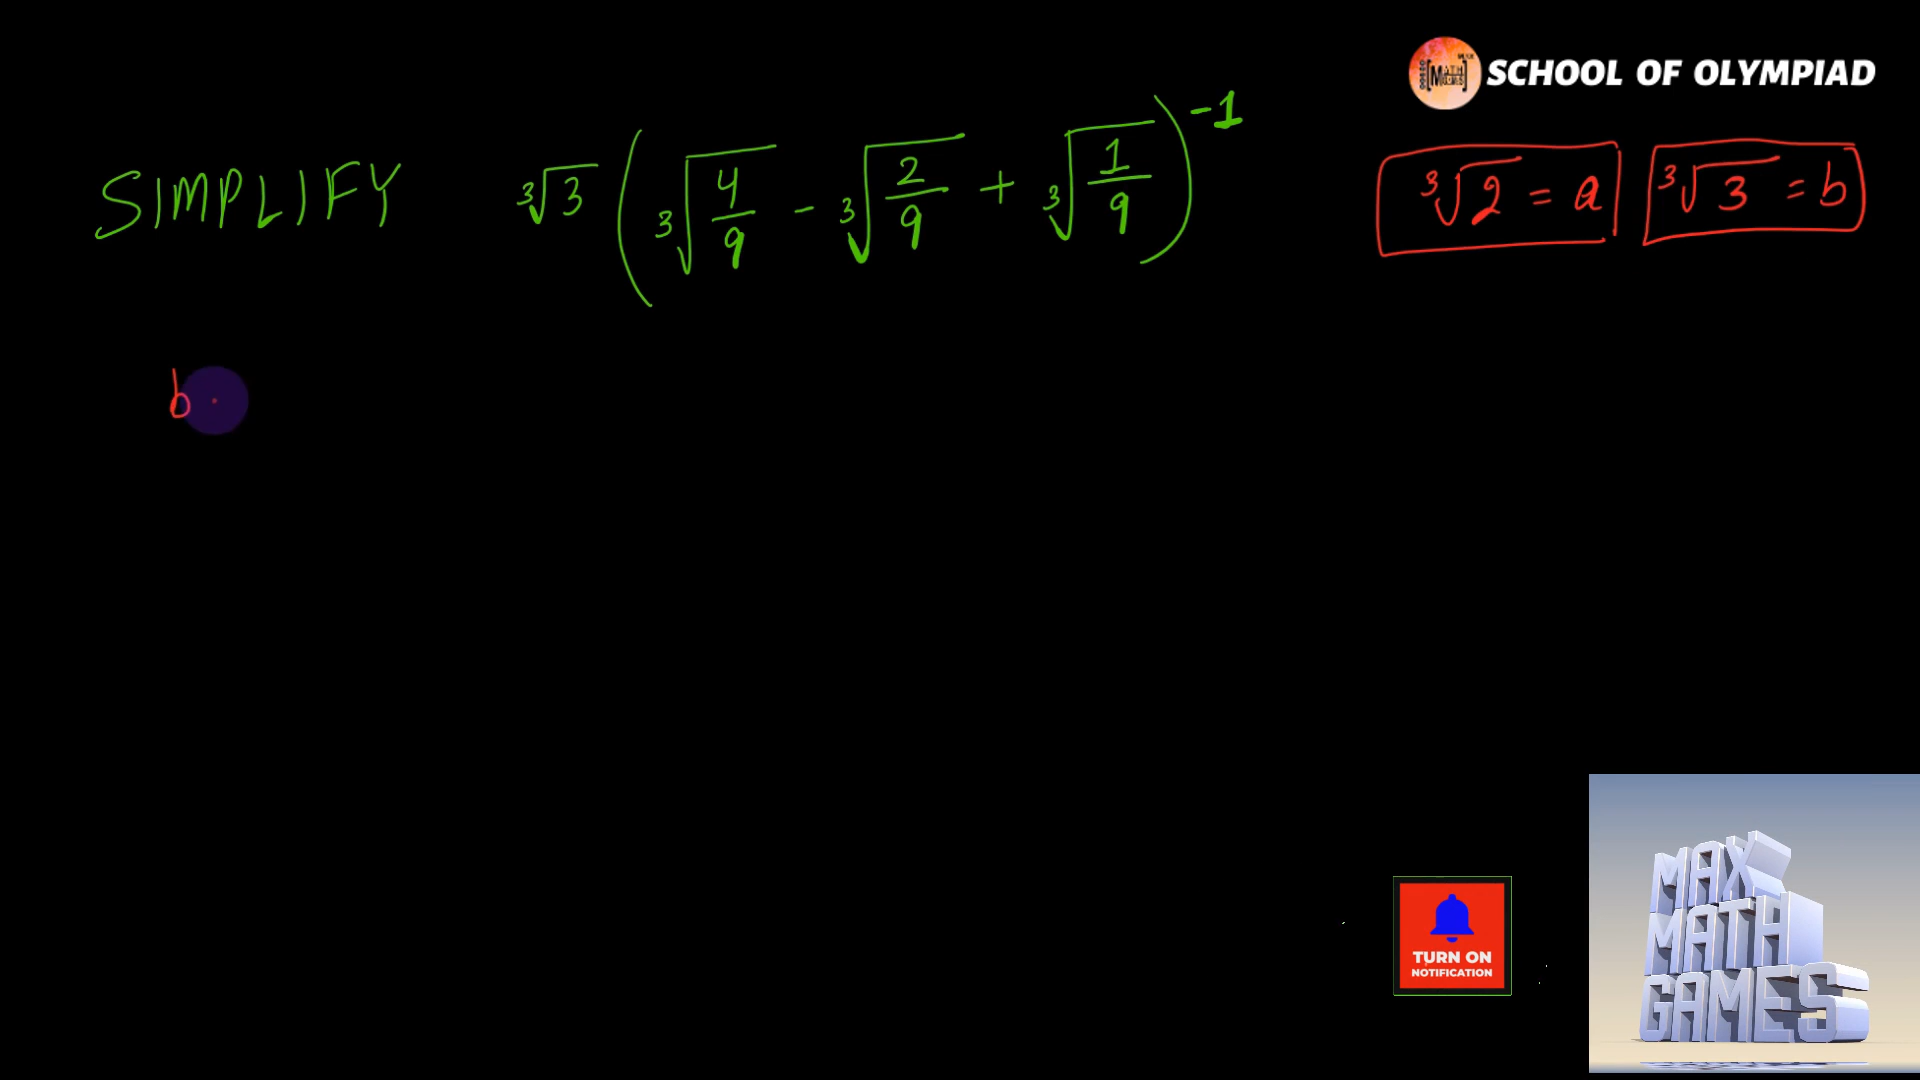 SCHOOL OF OLYMPIAD
SIMPLIFY ∛3 (∛(4/9) - ∛(2/9) + ∛(1/9))^-1
∛2 = a
∛3 = b
b
TURN ON
NOTIFICATION
MAX
MATH
GAMES